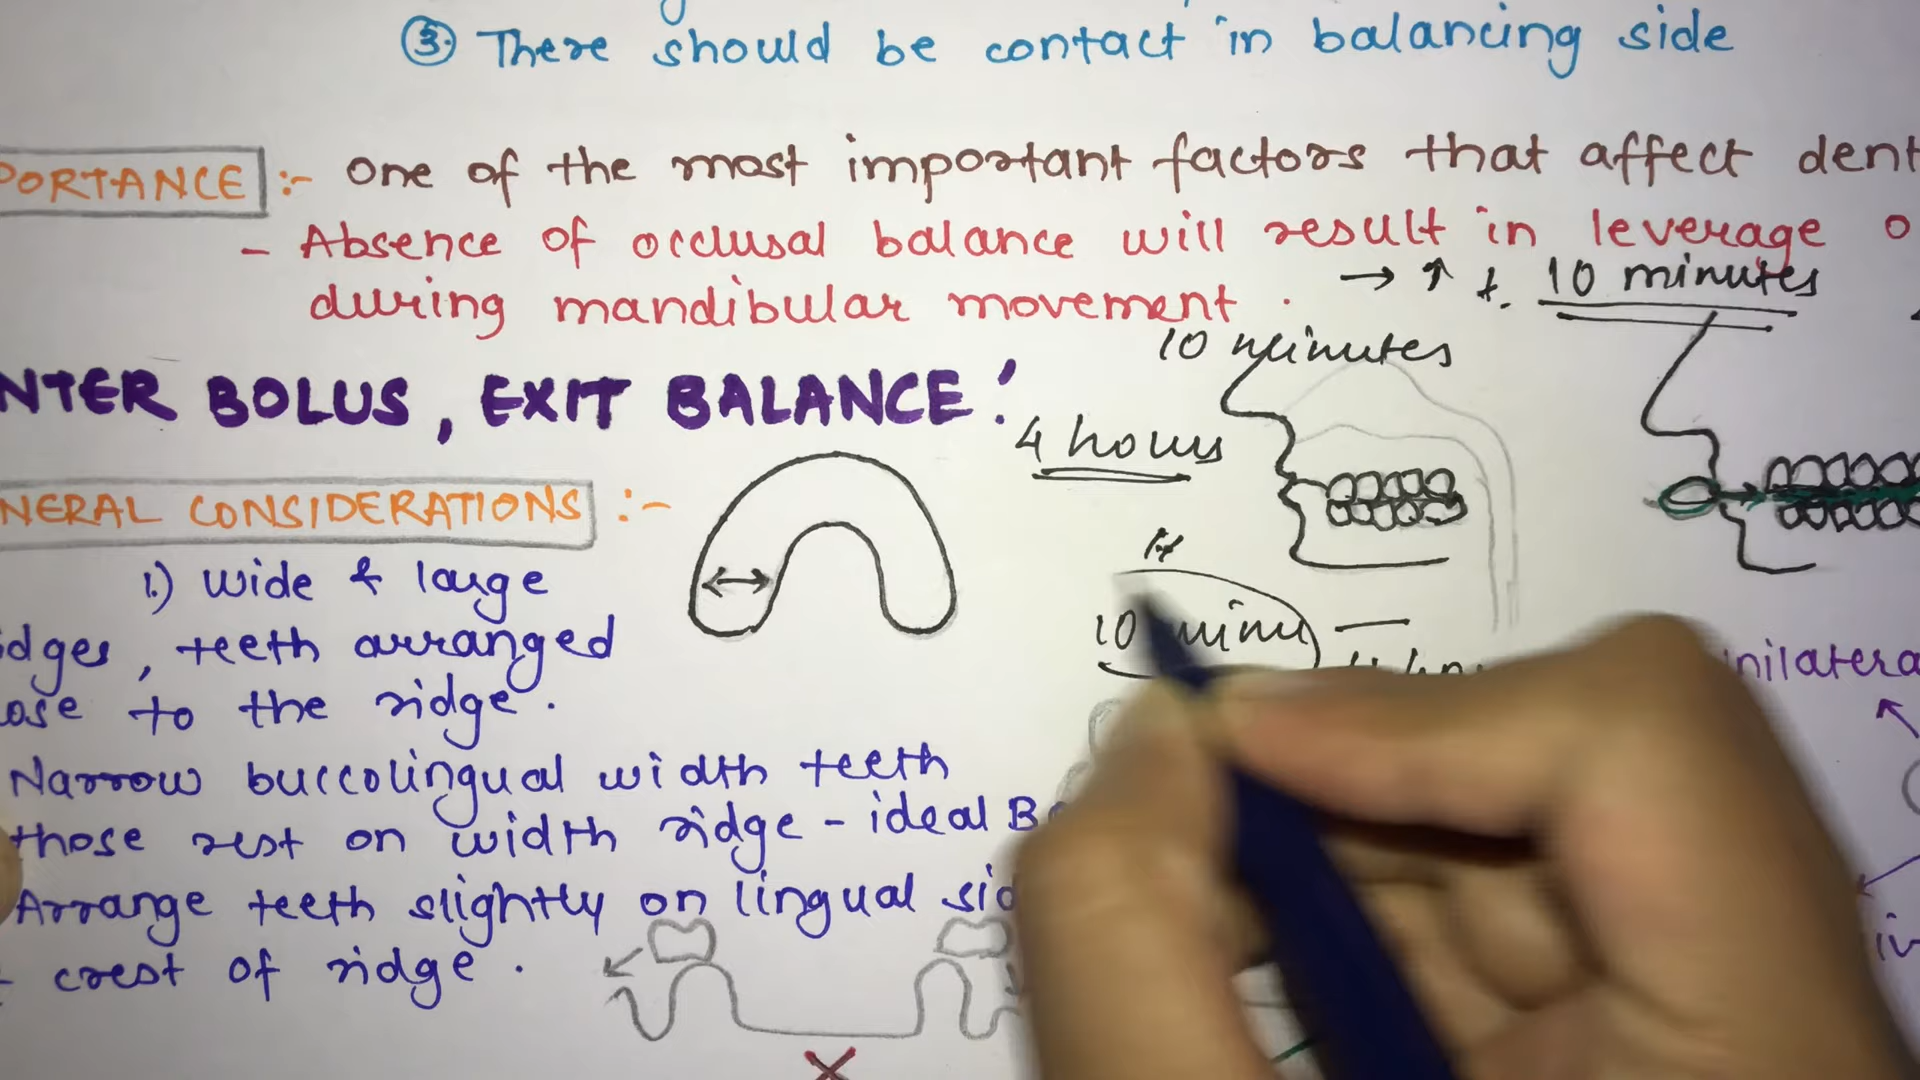 ③ There should be contact in balancing side
PORTANCE :- One of the most important factors that affect dent
- Absence of occlusal balance will result in leverage o
during mandibular movement . → ↑ t. 10 minutes
10 minutes
NTER BOLUS, EXIT BALANCE!
4 hours
NERAL CONSIDERATIONS :-
1.) wide & large
idges, teeth arranged
ose to the ridge.
10 minu
nilatera
Narrow buccolingual width teeth
those rest on width ridge - ideal B
Arrange teeth slightly on lingual sid
crest of ridge .